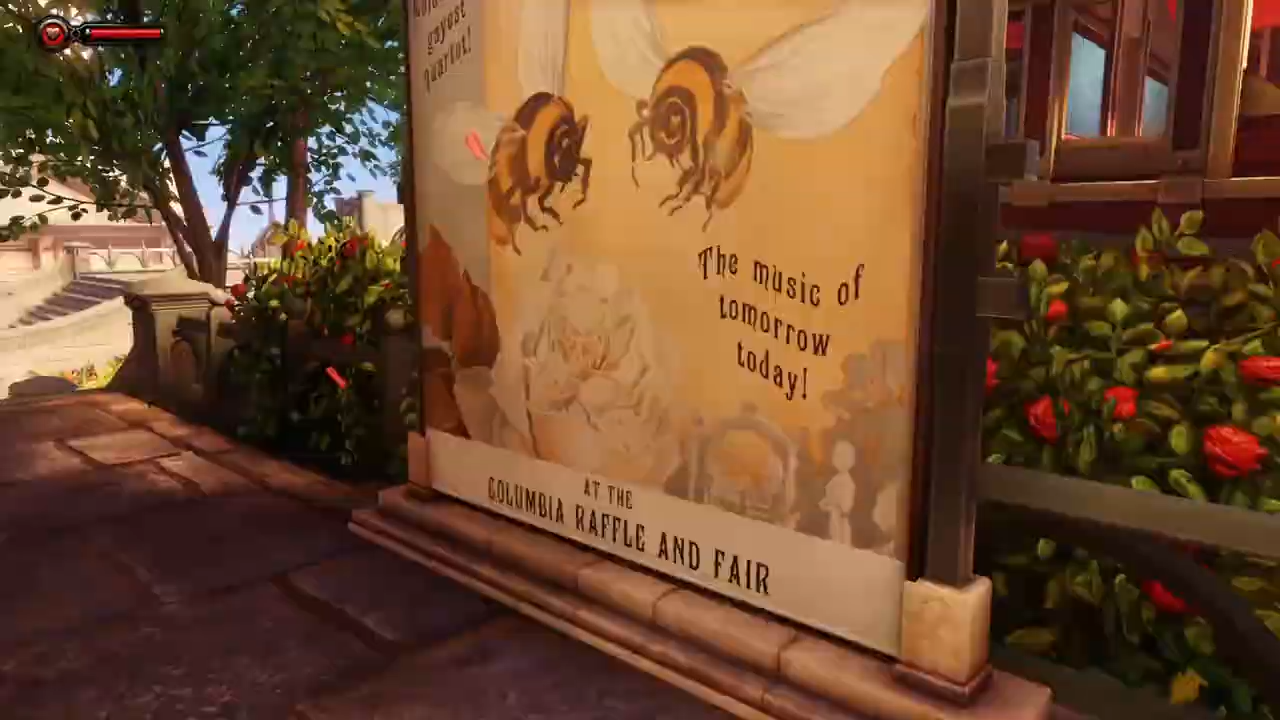 gayest
quartet!
The music of
tomorrow
today!
AT THE
COLUMBIA RAFFLE AND FAIR